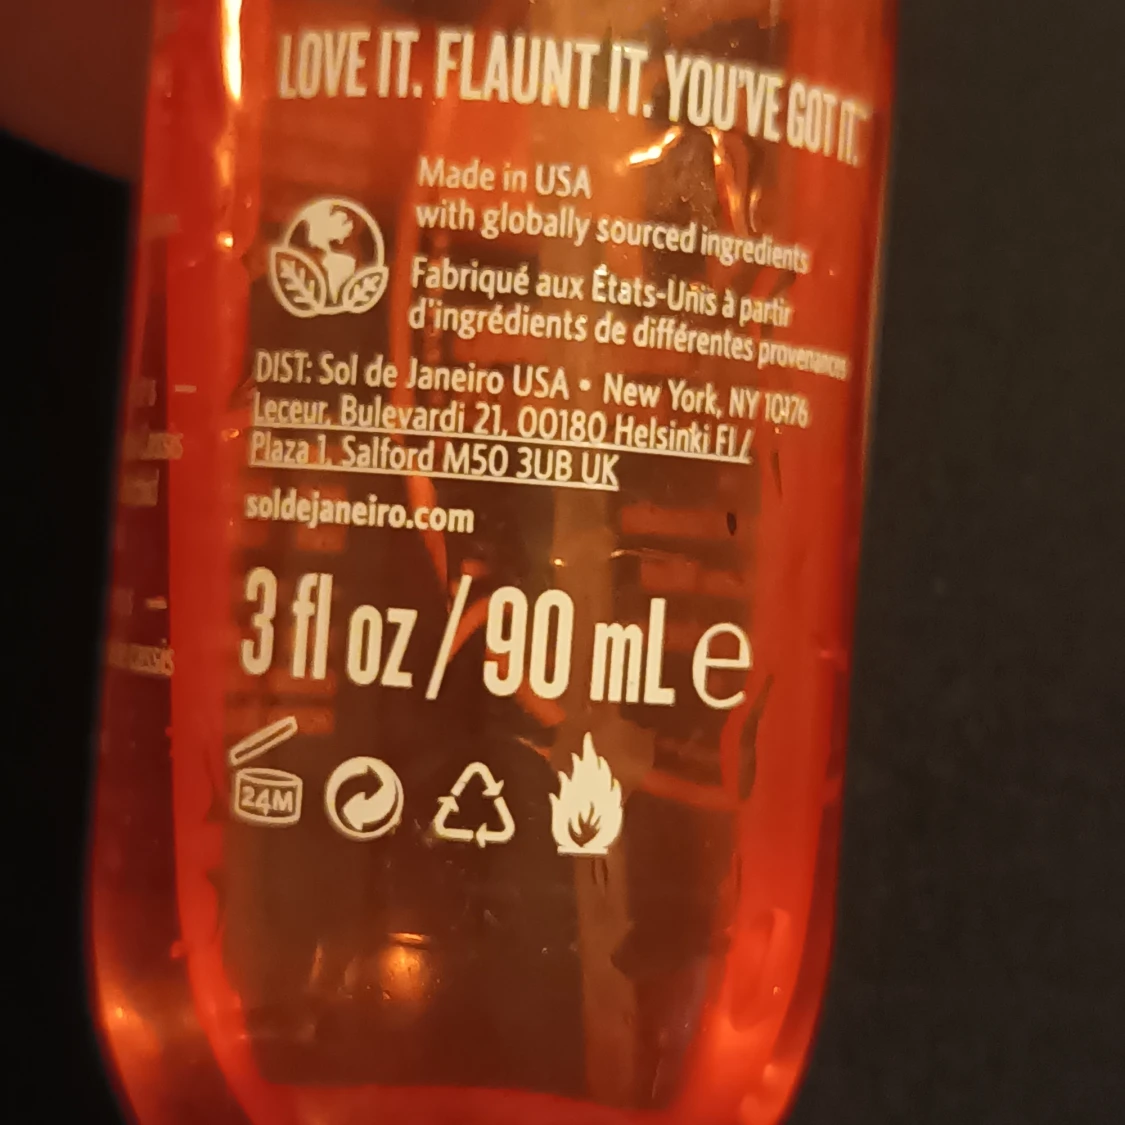 LOVE IT. FLAUNT IT. YOU'VE GOT IT.
Made in USA
with globally sourced ingredients
Fabriqué aux États-Unis à partir
d'ingrédients de différentes provenances
DIST: Sol de Janeiro USA • New York, NY
Leceur, Bulevardi 21, 00180 Helsinki FI /
Plaza 1, Salford M50 3UB UK
soldejaneiro.com
3 fl oz / 90 mL e
24M